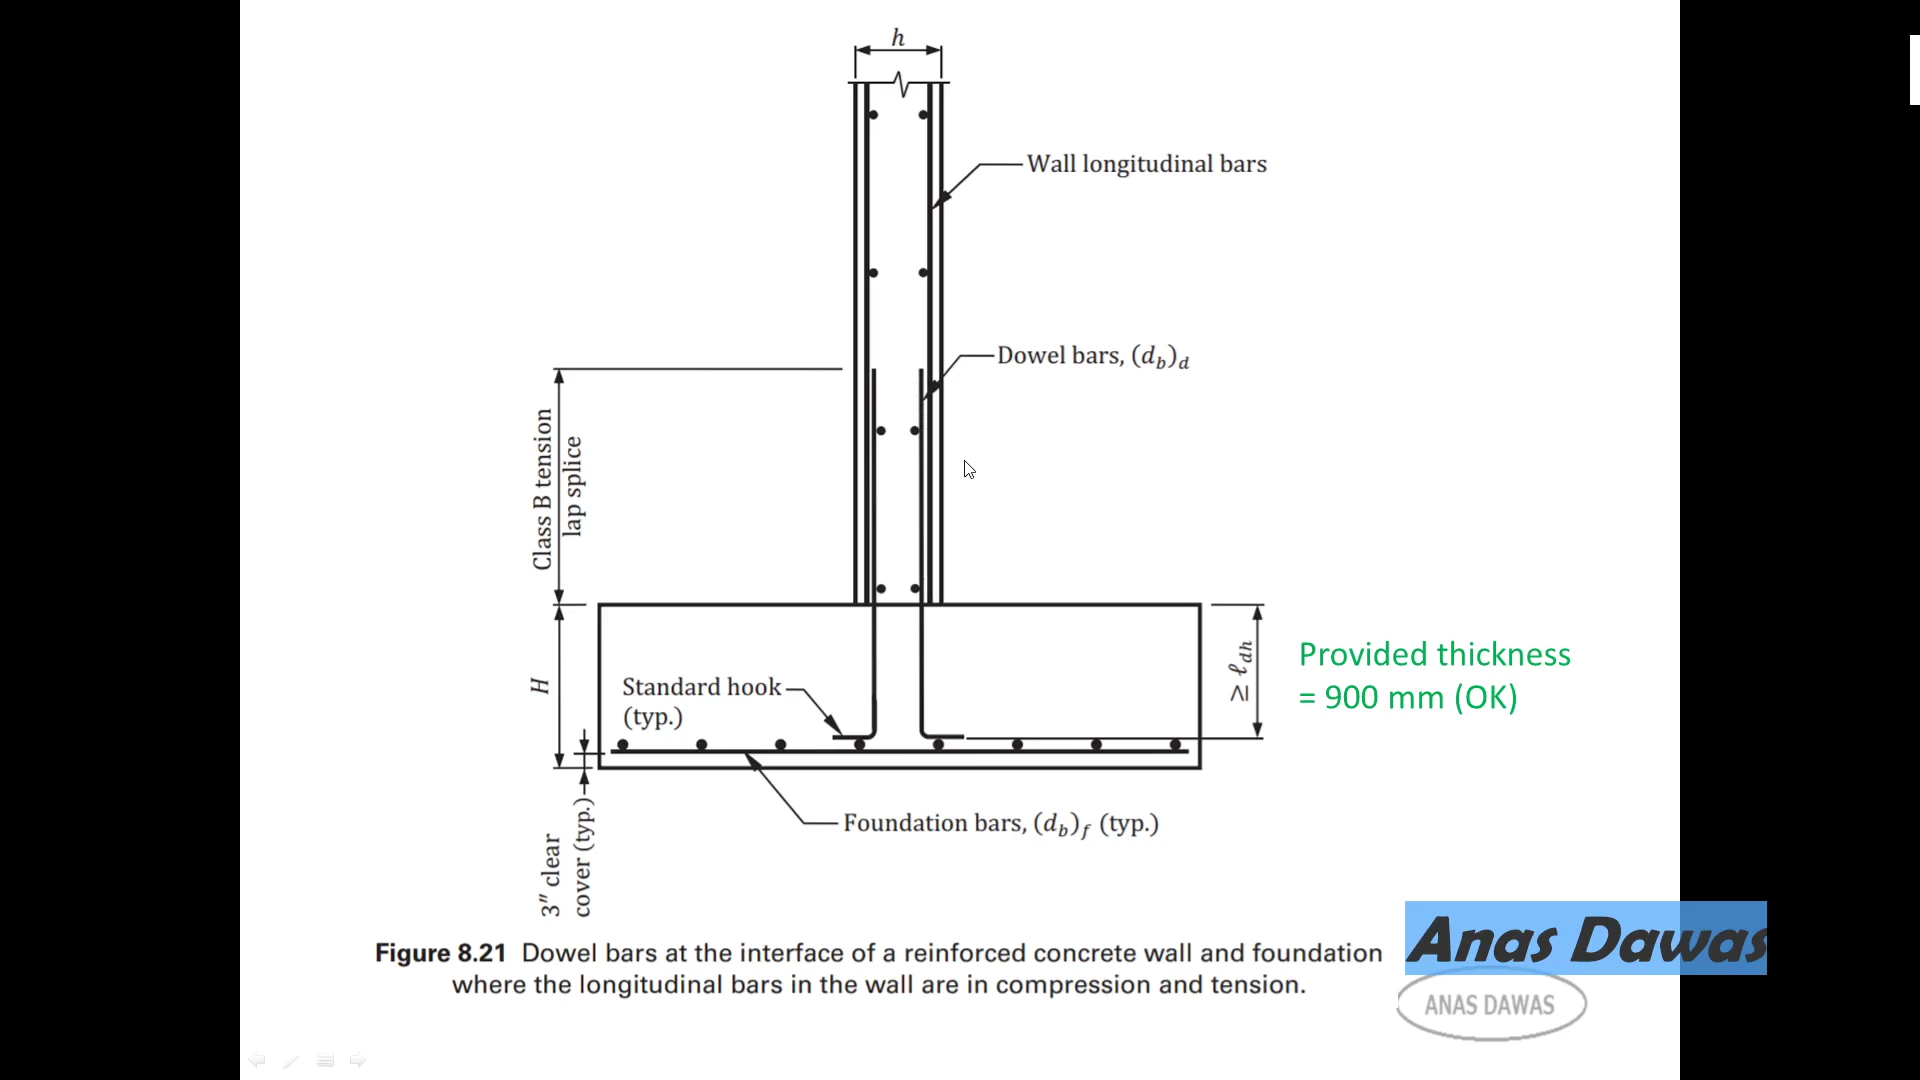 h
Wall longitudinal bars
Dowel bars, (d_b)_d
Class B tension
lap splice
H
Standard hook
(typ.)
≥ ℓ_dh
Provided thickness
= 900 mm (OK)
3″ clear
cover (typ.)
Foundation bars, (d_b)_f (typ.)
Figure 8.21 Dowel bars at the interface of a reinforced concrete wall and foundation
where the longitudinal bars in the wall are in compression and tension.
Anas Dawas
ANAS DAWAS